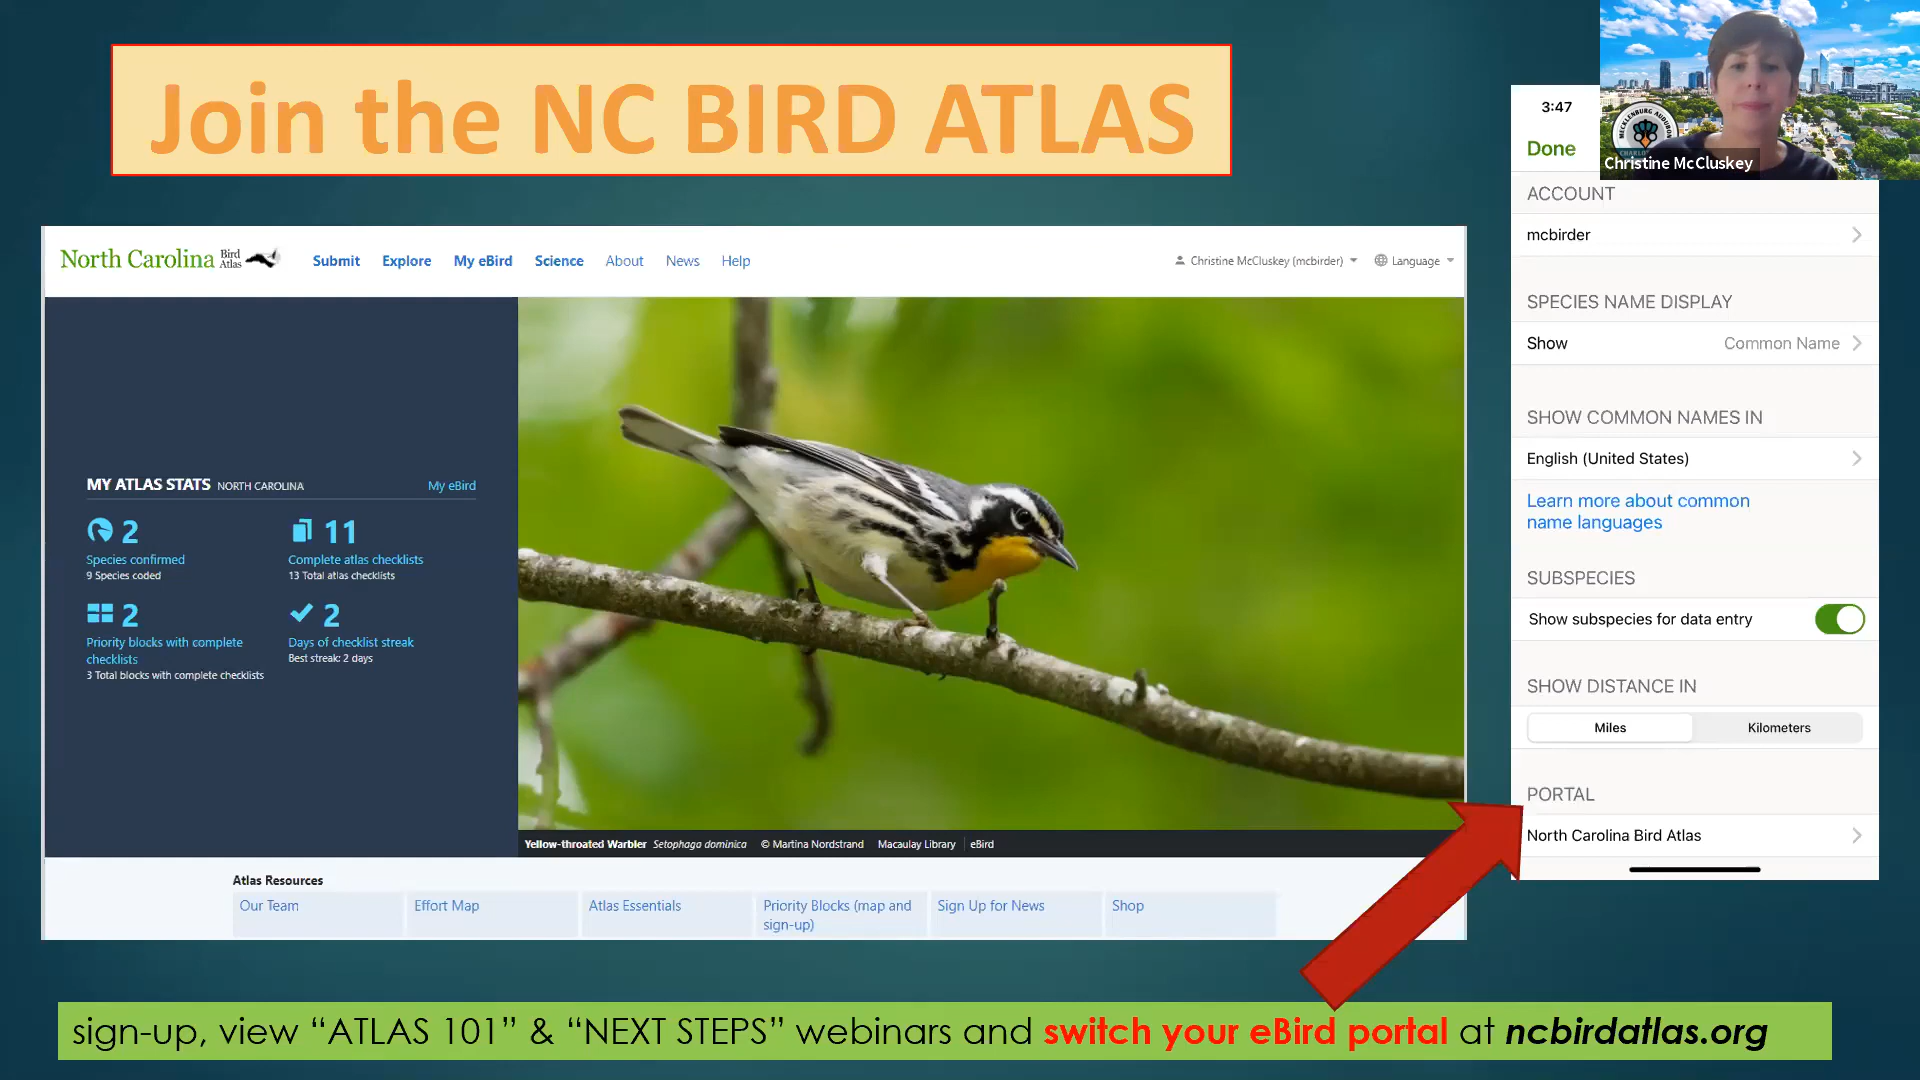 Join the NC BIRD ATLAS
North Carolina Bird Atlas
Submit Explore My eBird Science About News Help
Christine McCluskey (mcbirder) Language
MY ATLAS STATS NORTH CAROLINA My eBird
2
Species confirmed
9 Species coded
11
Complete atlas checklists
13 Total atlas checklists
2
Priority blocks with complete
checklists
3 Total blocks with complete checklists
2
Days of checklist streak
Best streak: 2 days
Yellow-throated Warbler Setophaga dominica © Martina Nordstrand Macaulay Library eBird
Atlas Resources
Our Team
Effort Map
Atlas Essentials
Priority Blocks (map and
sign-up)
Sign Up for News
Shop
3:47
Done
MECKLENBURG AUDUBON
Christine McCluskey
ACCOUNT
mcbirder
SPECIES NAME DISPLAY
Show Common Name
SHOW COMMON NAMES IN
English (United States)
Learn more about common
name languages
SUBSPECIES
Show subspecies for data entry
SHOW DISTANCE IN
Miles Kilometers
PORTAL
North Carolina Bird Atlas
sign-up, view “ATLAS 101” & “NEXT STEPS” webinars and switch your eBird portal at ncbirdatlas.org